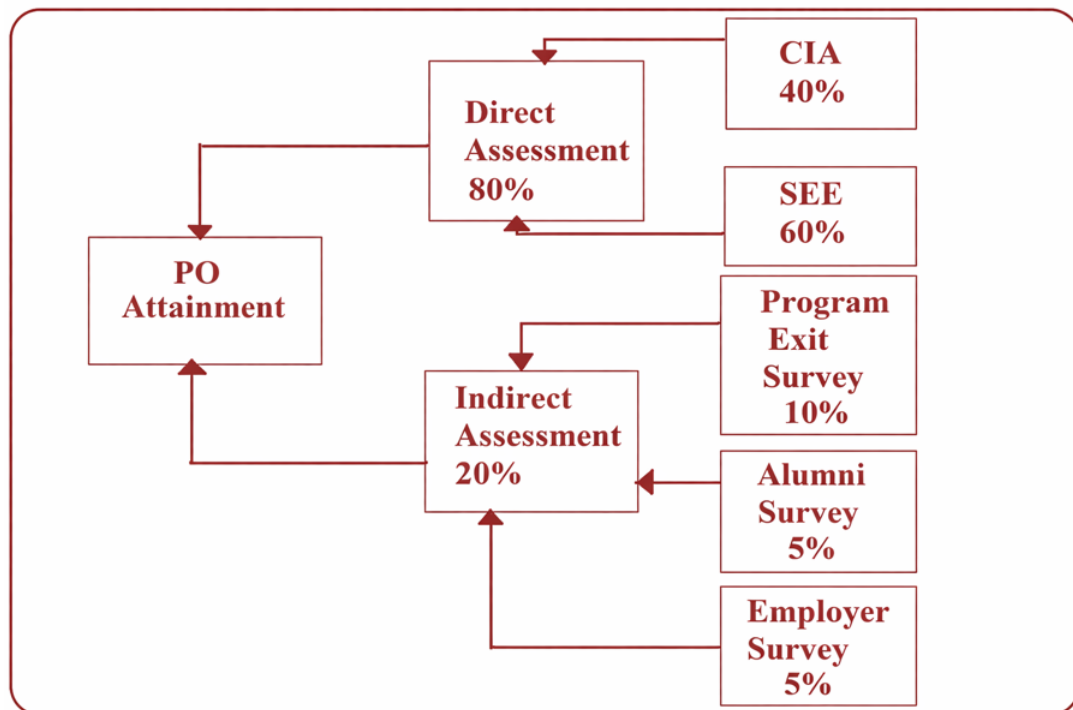 CIA
40%
Direct
Assessment
80%
SEE
60%
PO
Attainment
Program
Exit
Survey
10%
Indirect
Assessment
20%
Alumni
Survey
5%
Employer
Survey
5%